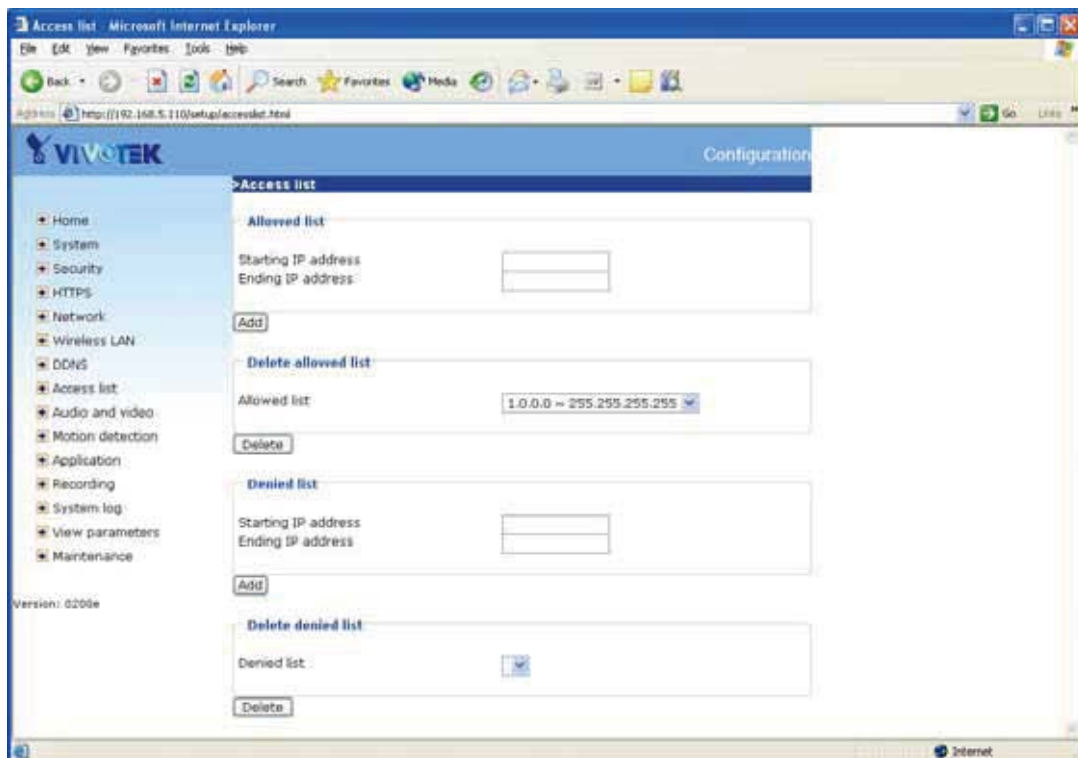 Access list Microsoft Internet Explorer
File Edit View Favorites Tools Help
Back Search Favorites Media
Address http://192.168.5.110/setup/accesslist.html Go Links
VIVOTEK
Configuration
>Access list
Home
System
Security
HTTPS
Network
Wireless LAN
DDNS
Access list
Audio and video
Motion detection
Application
Recording
System log
View parameters
Maintenance
Version: 0200e
Allowed list
Starting IP address
Ending IP address
Add
Delete allowed list
Allowed list 1.0.0.0 ~ 255.255.255.255
Delete
Denied list
Starting IP address
Ending IP address
Add
Delete denied list
Denied list
Delete
Internet